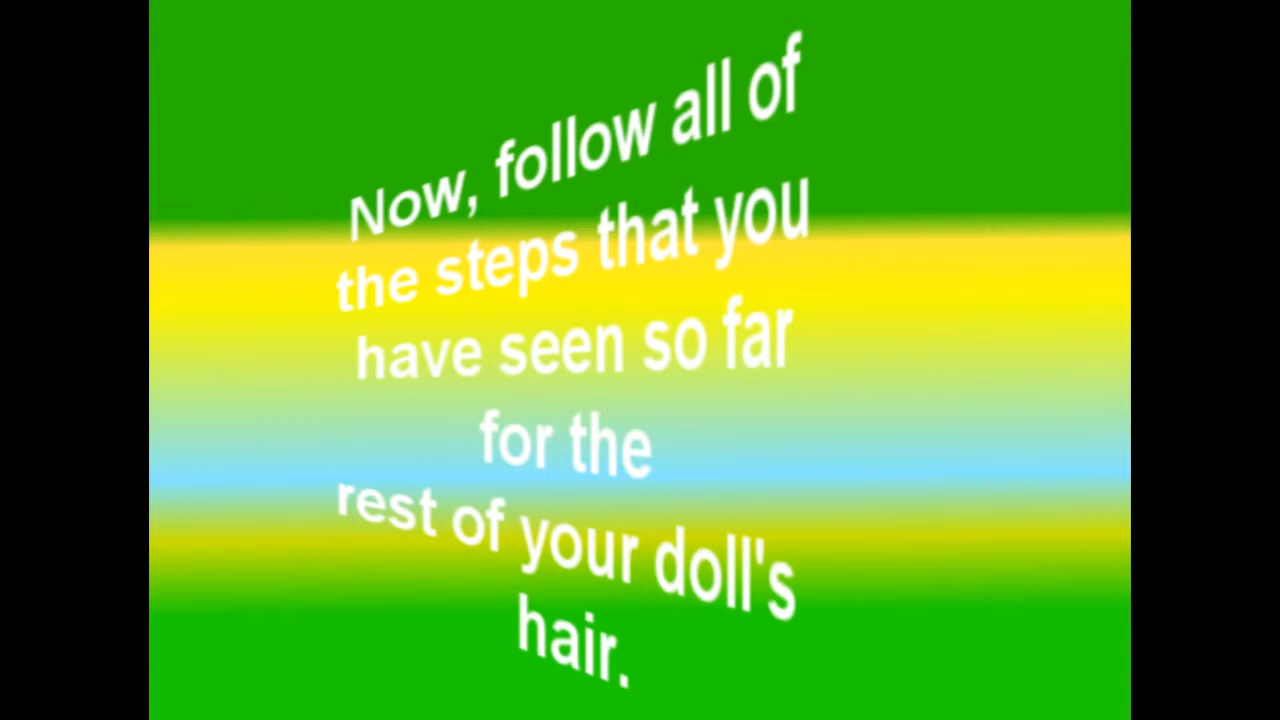 Now, follow all of
the steps that you
have seen so far
for the
rest of your doll's
hair.